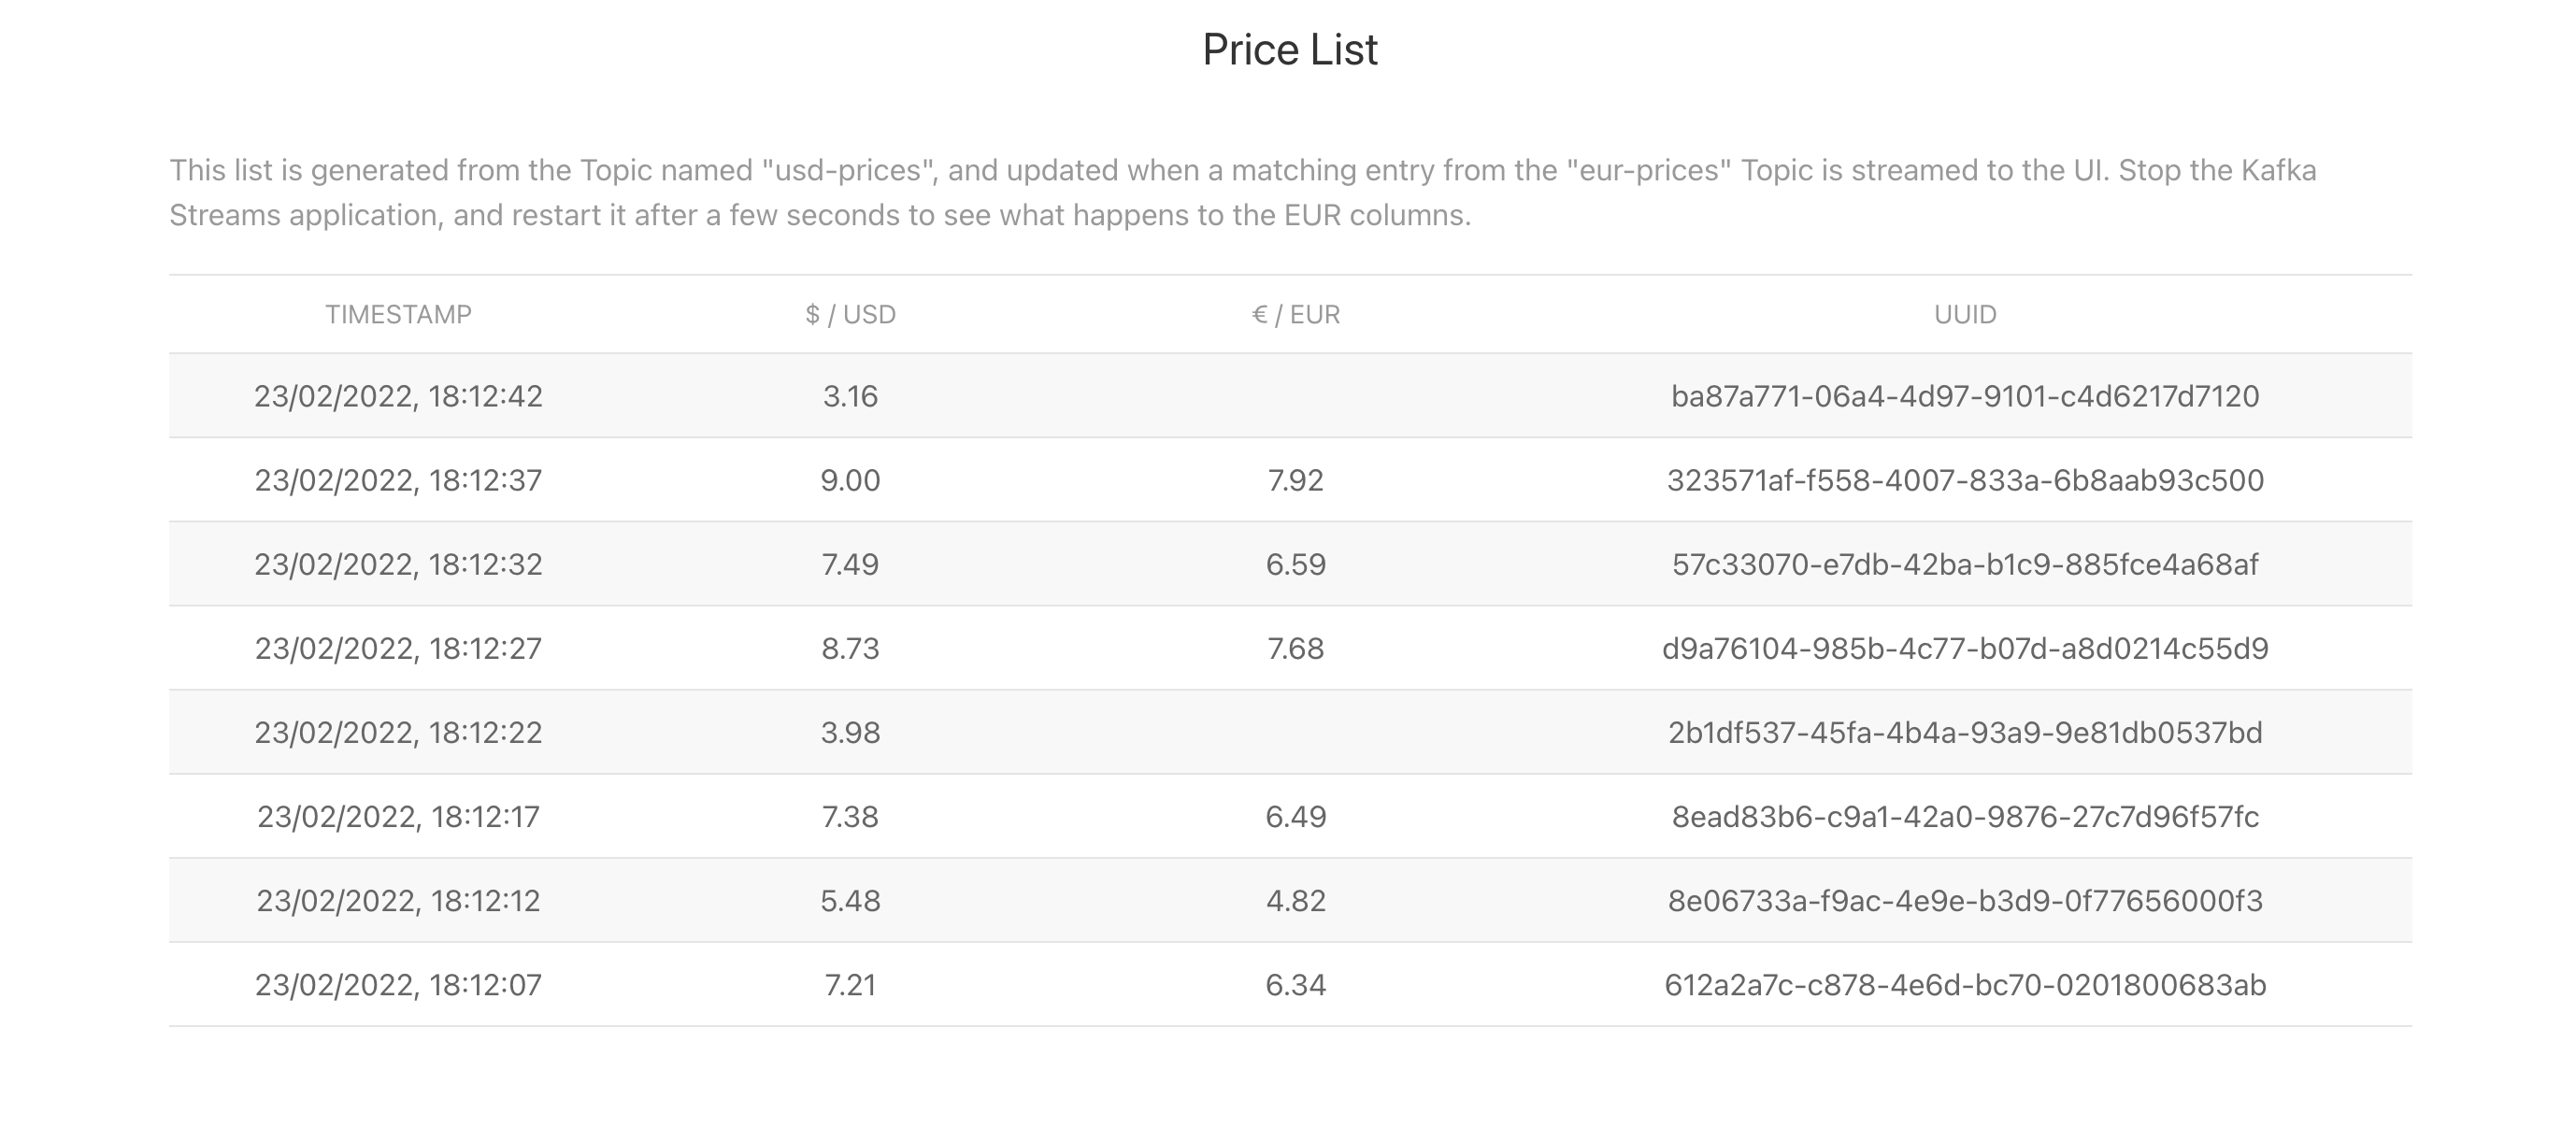 Price List
This list is generated from the Topic named "usd-prices", and updated when a matching entry from the "eur-prices" Topic is streamed to the UI. Stop the Kafka
Streams application, and restart it after a few seconds to see what happens to the EUR columns.
TIMESTAMP $ / USD € / EUR UUID
23/02/2022, 18:12:42 3.16 ba87a771-06a4-4d97-9101-c4d6217d7120
23/02/2022, 18:12:37 9.00 7.92 323571af-f558-4007-833a-6b8aab93c500
23/02/2022, 18:12:32 7.49 6.59 57c33070-e7db-42ba-b1c9-885fce4a68af
23/02/2022, 18:12:27 8.73 7.68 d9a76104-985b-4c77-b07d-a8d0214c55d9
23/02/2022, 18:12:22 3.98 2b1df537-45fa-4b4a-93a9-9e81db0537bd
23/02/2022, 18:12:17 7.38 6.49 8ead83b6-c9a1-42a0-9876-27c7d96f57fc
23/02/2022, 18:12:12 5.48 4.82 8e06733a-f9ac-4e9e-b3d9-0f77656000f3
23/02/2022, 18:12:07 7.21 6.34 612a2a7c-c878-4e6d-bc70-0201800683ab